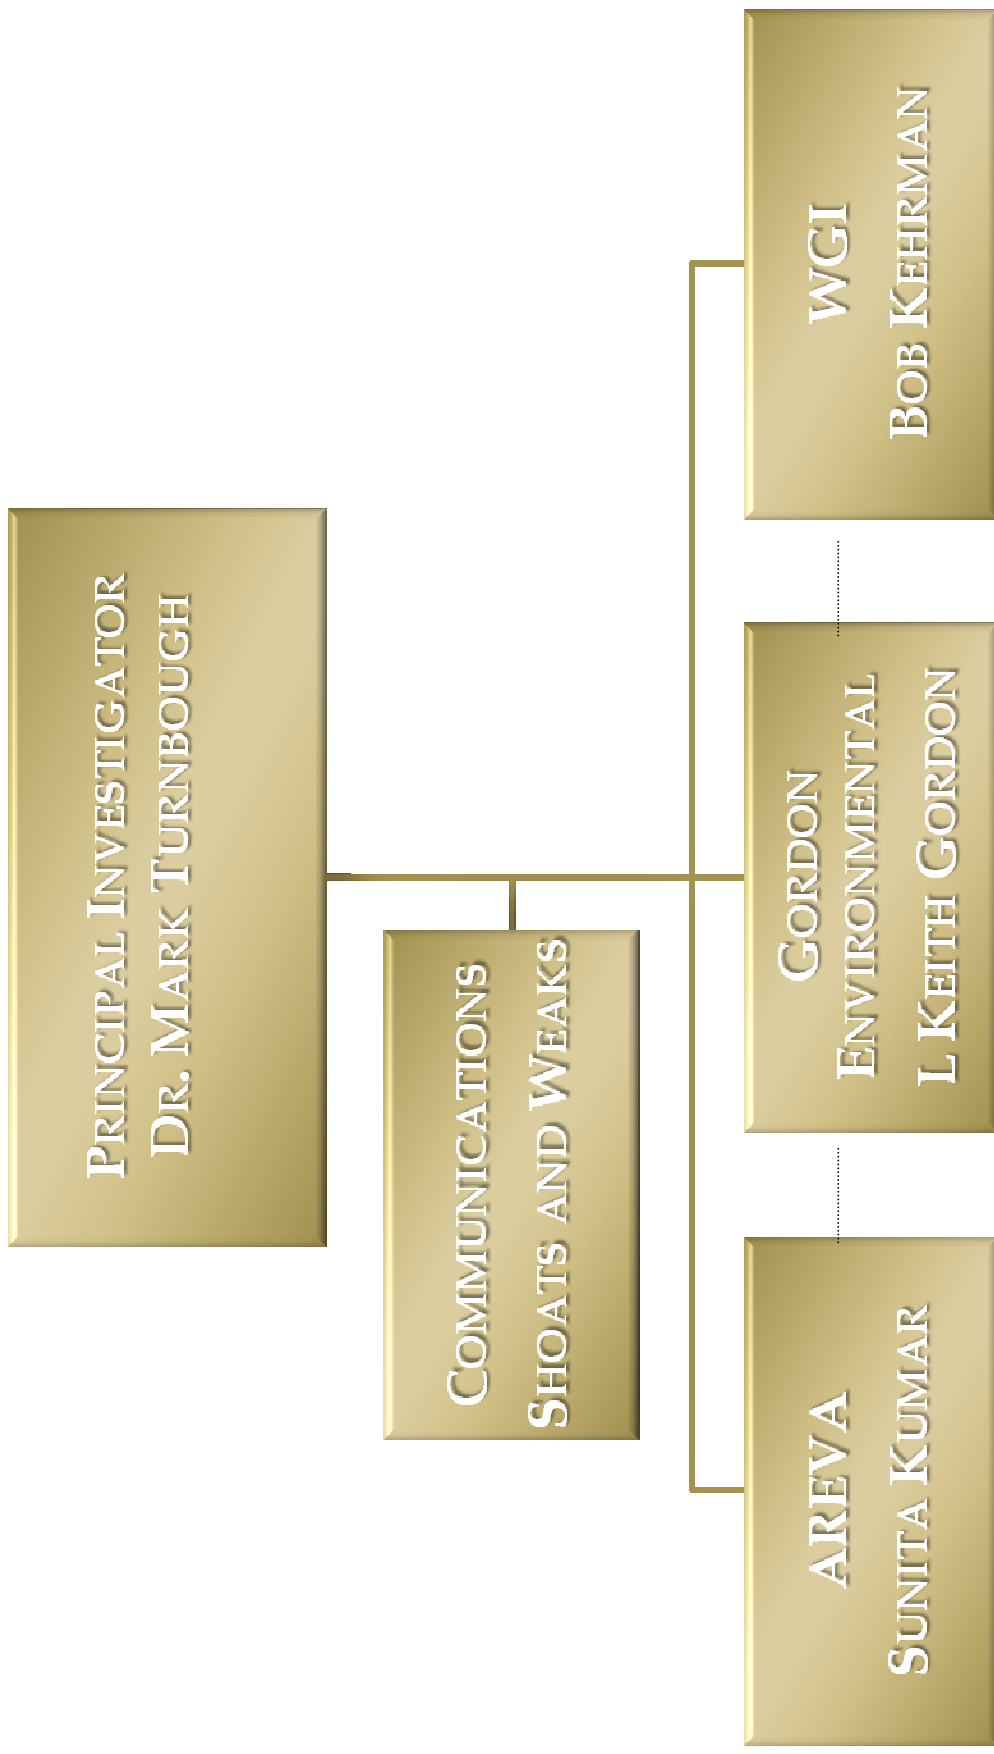 Principal Investigator
Dr. Mark Turnbough
Communications
Shoats and Weaks
AREVA
Sunita Kumar
Gordon
Environmental
L Keith Gordon
WGI
Bob Kehrman